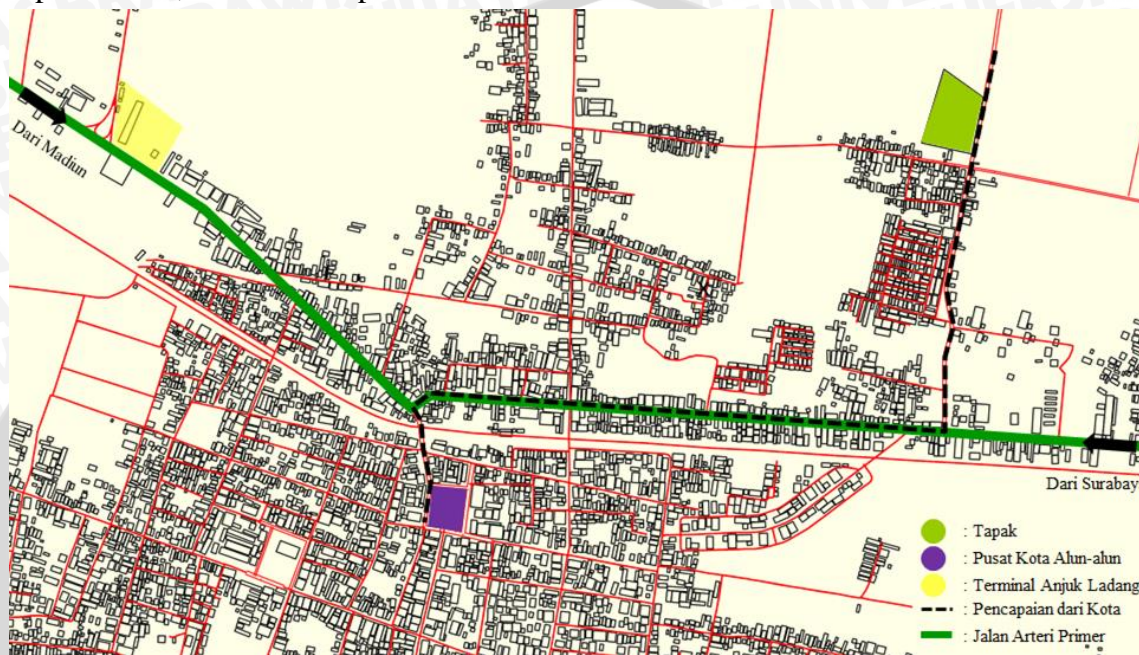 Dari Madiun
Dari Surabay
: Tapak
: Pusat Kota Alun-alun
: Terminal Anjuk Ladang
: Pencapaian dari Kota
: Jalan Arteri Primer